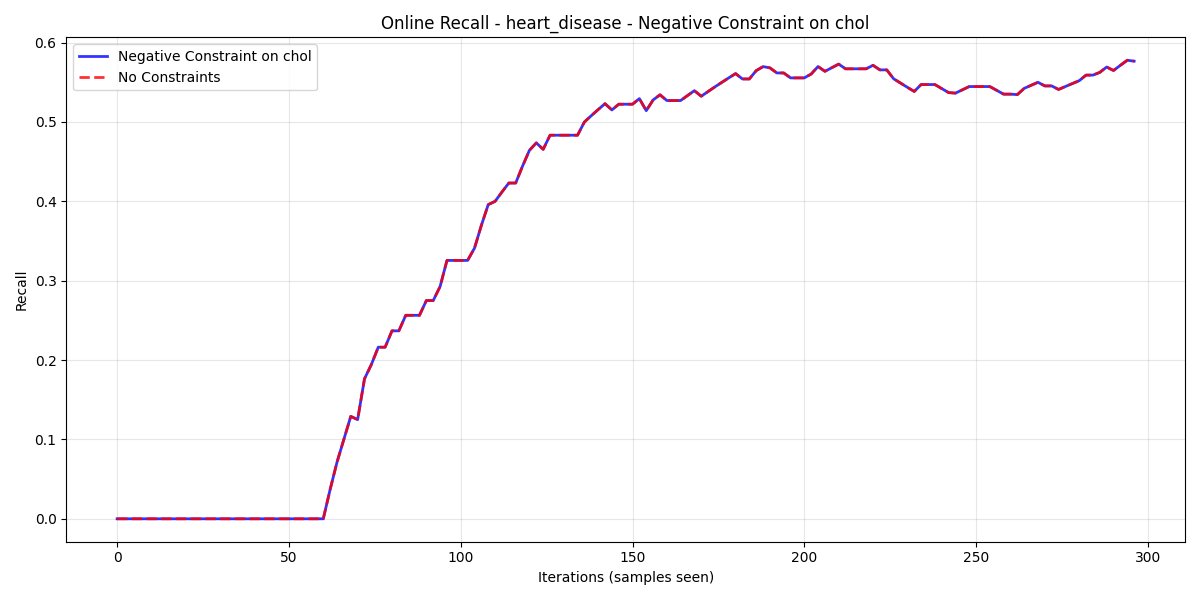 Online Recall - heart_disease - Negative Constraint on chol
Negative Constraint on chol
No Constraints
Recall
0.6
0.5
0.4
0.3
0.2
0.1
0.0
0 50 100 150 200 250 300
Iterations (samples seen)